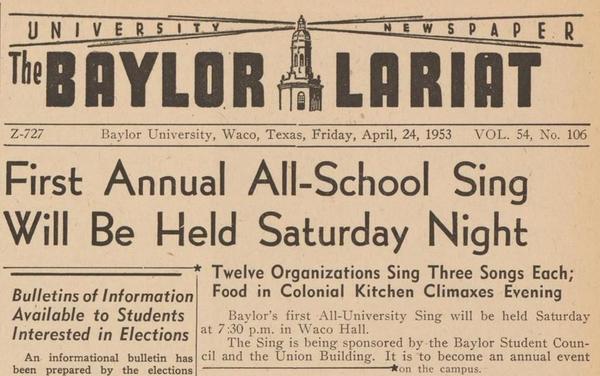 UNIVERSITY NEWSPAPER
The BAYLOR LARIAT
Z-727 Baylor University, Waco, Texas, Friday, April, 24, 1953 VOL. 54, No. 106
First Annual All-School Sing
Will Be Held Saturday Night
Bulletins of Information
Available to Students
Interested in Elections
An informational bulletin has
been prepared by the elections
Twelve Organizations Sing Three Songs Each;
Food in Colonial Kitchen Climaxes Evening
Baylor's first All-University Sing will be held Saturday
at 7:30 p.m. in Waco Hall.
The Sing is being sponsored by the Baylor Student Coun-
cil and the Union Building. It is to become an annual event
on the campus.